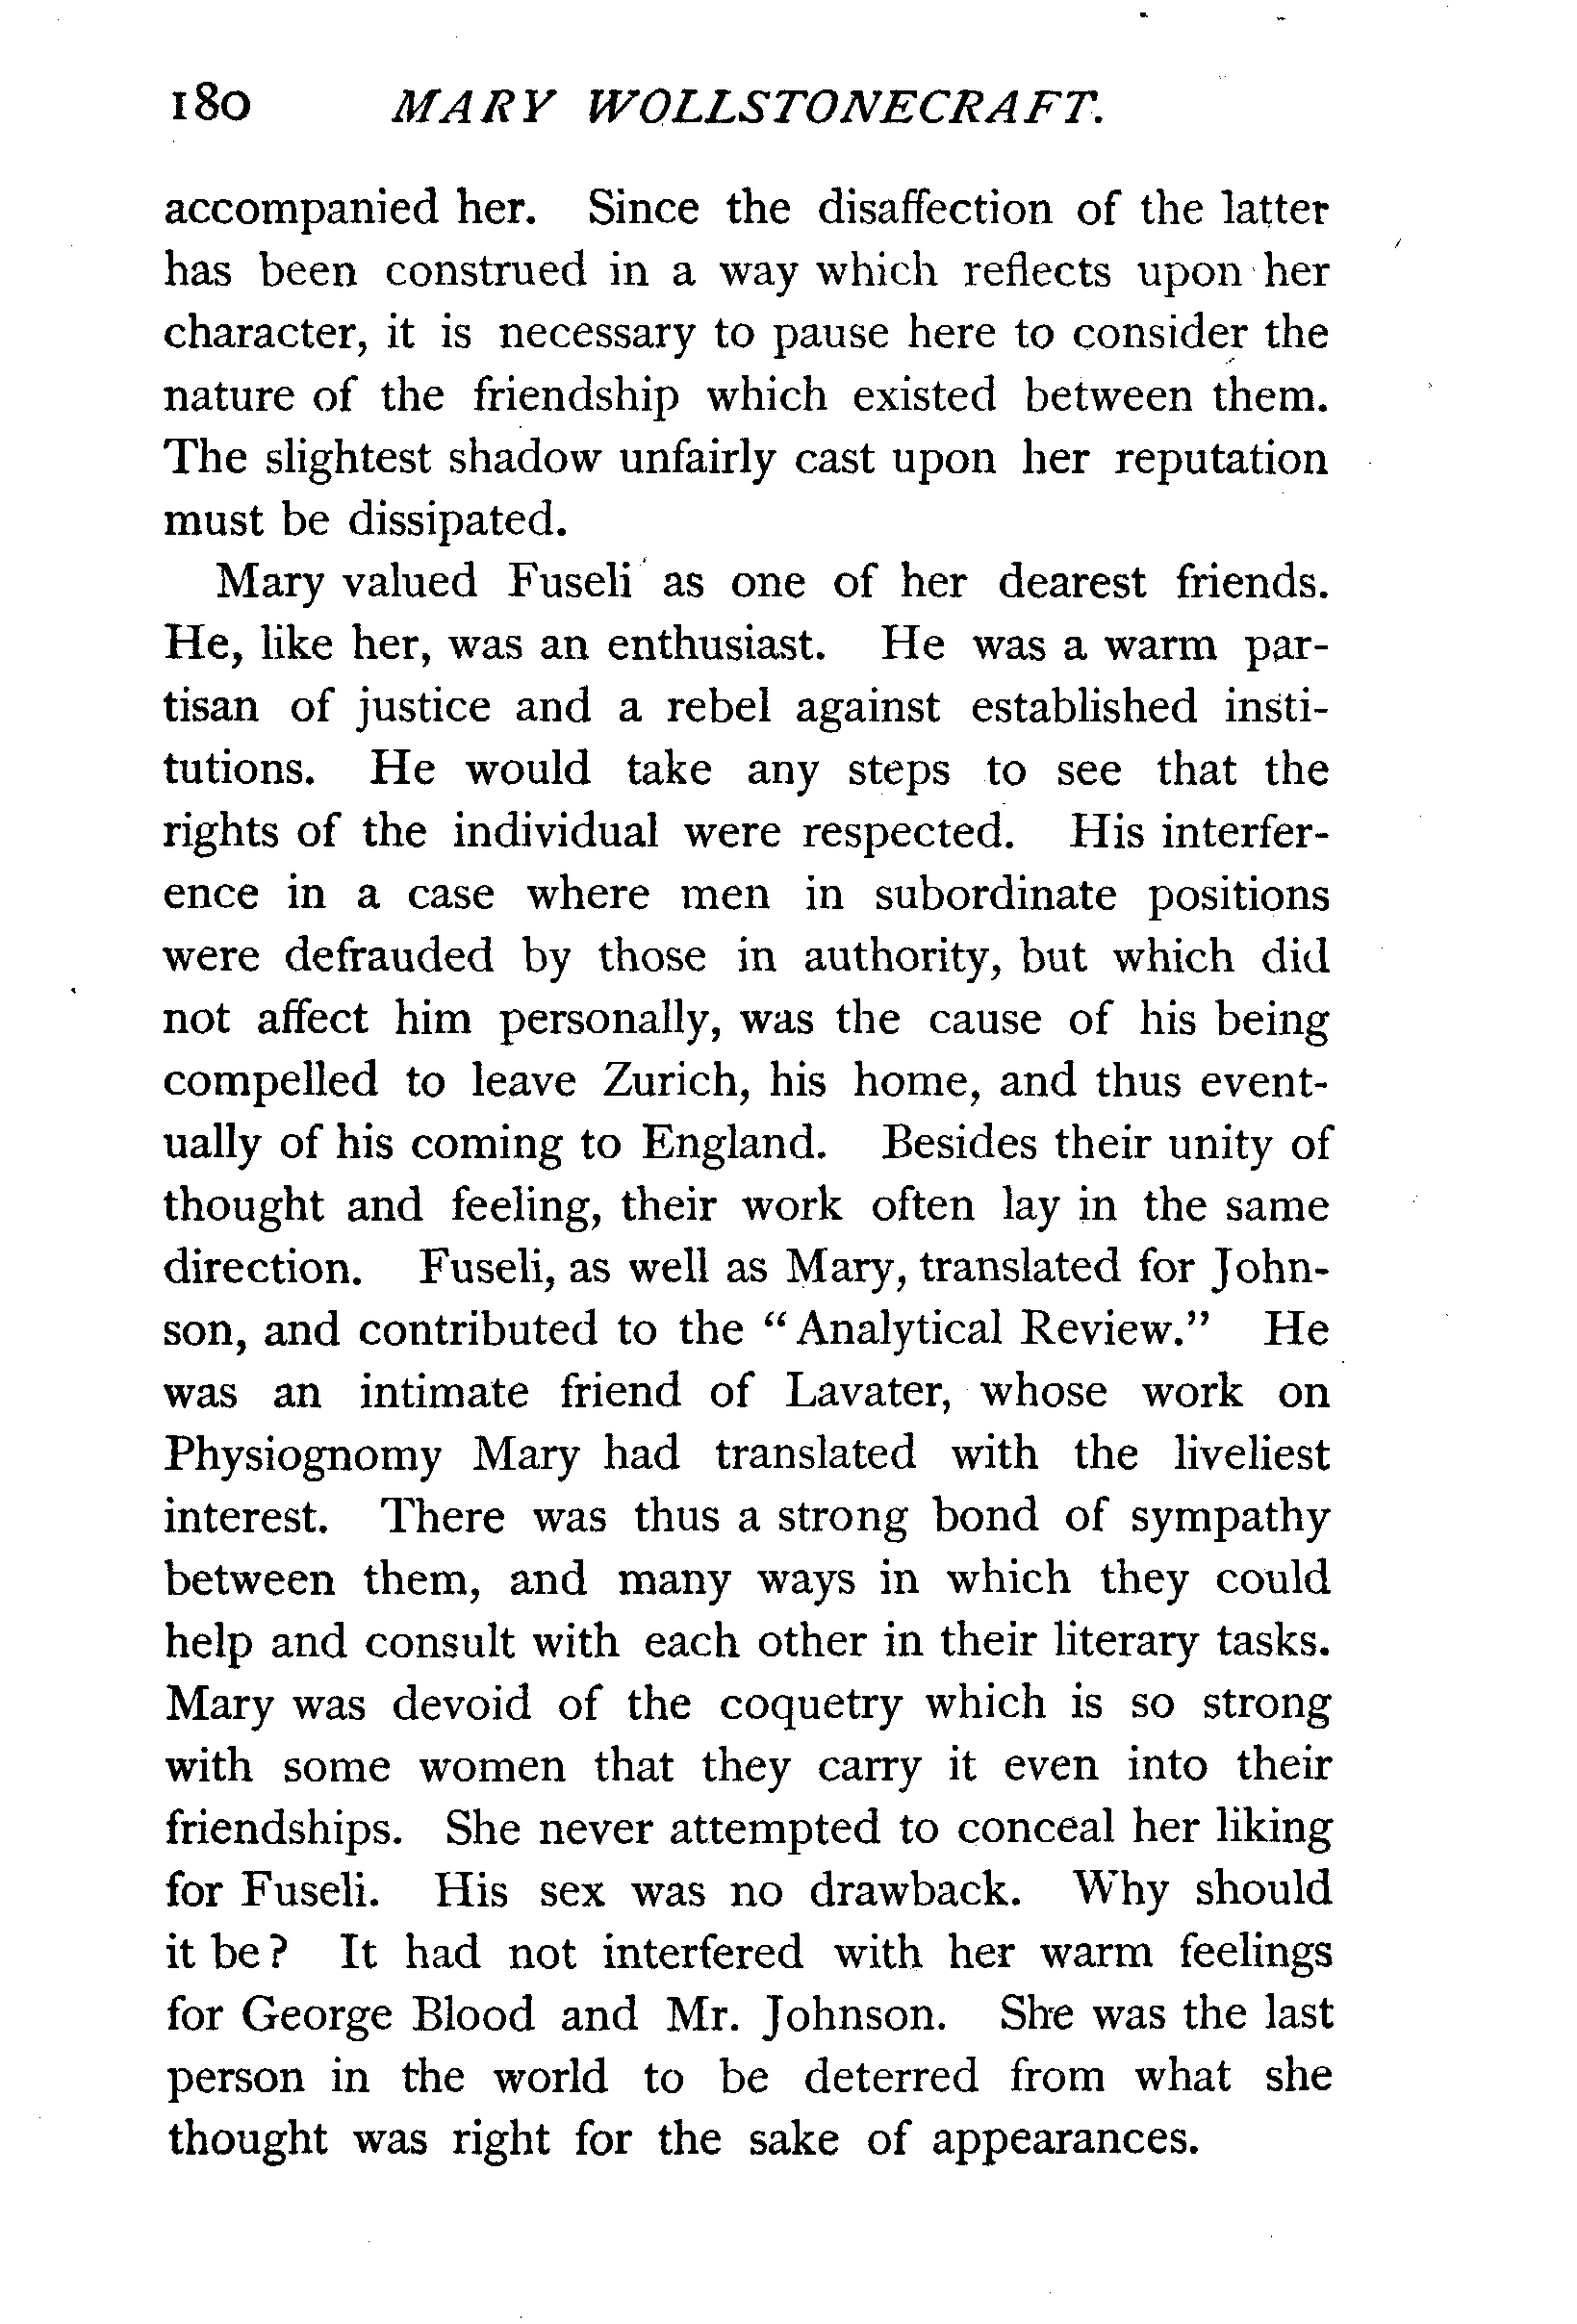 180 MARY WOLLSTONECRAFT.
accompanied her. Since the disaffection of the latter
has been construed in a way which reflects upon her
character, it is necessary to pause here to consider the
nature of the friendship which existed between them.
The slightest shadow unfairly cast upon her reputation
must be dissipated.
Mary valued Fuseli as one of her dearest friends.
He, like her, was an enthusiast. He was a warm par-
tisan of justice and a rebel against established insti-
tutions. He would take any steps to see that the
rights of the individual were respected. His interfer-
ence in a case where men in subordinate positions
were defrauded by those in authority, but which did
not affect him personally, was the cause of his being
compelled to leave Zurich, his home, and thus event-
ually of his coming to England. Besides their unity of
thought and feeling, their work often lay in the same
direction. Fuseli, as well as Mary, translated for John-
son, and contributed to the “Analytical Review.” He
was an intimate friend of Lavater, whose work on
Physiognomy Mary had translated with the liveliest
interest. There was thus a strong bond of sympathy
between them, and many ways in which they could
help and consult with each other in their literary tasks.
Mary was devoid of the coquetry which is so strong
with some women that they carry it even into their
friendships. She never attempted to conceal her liking
for Fuseli. His sex was no drawback. Why should
it be? It had not interfered with her warm feelings
for George Blood and Mr. Johnson. She was the last
person in the world to be deterred from what she
thought was right for the sake of appearances.